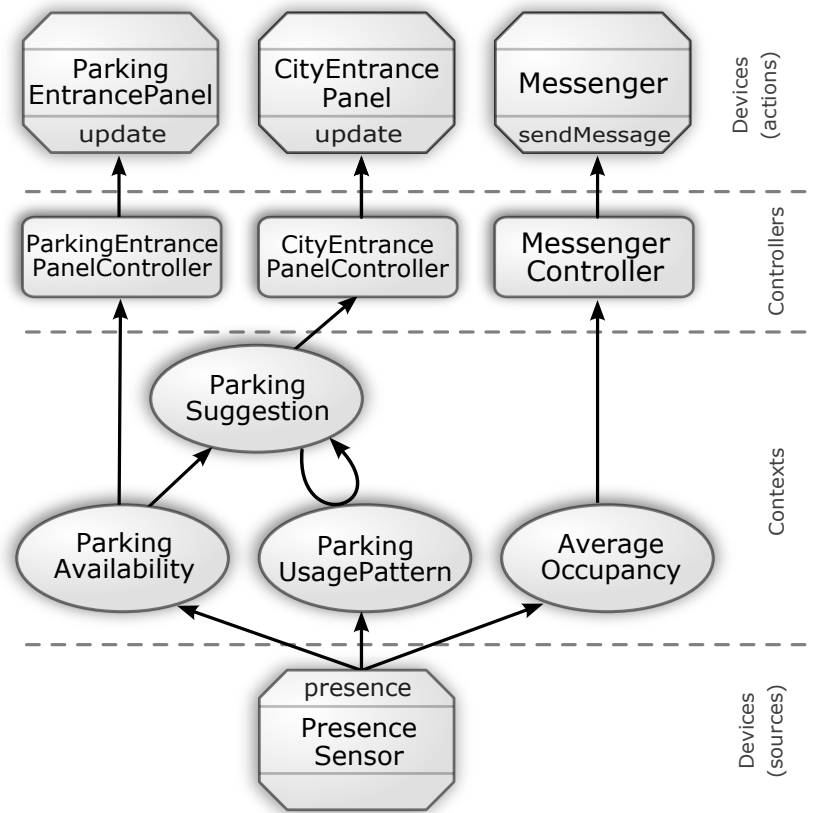 Parking
EntrancePanel
update
CityEntrance
Panel
update
Messenger
sendMessage
Devices
(actions)
ParkingEntrance
PanelController
CityEntrance
PanelController
Messenger
Controller
Controllers
Parking
Suggestion
Parking
Availability
Parking
UsagePattern
Average
Occupancy
Contexts
presence
Presence
Sensor
Devices
(sources)